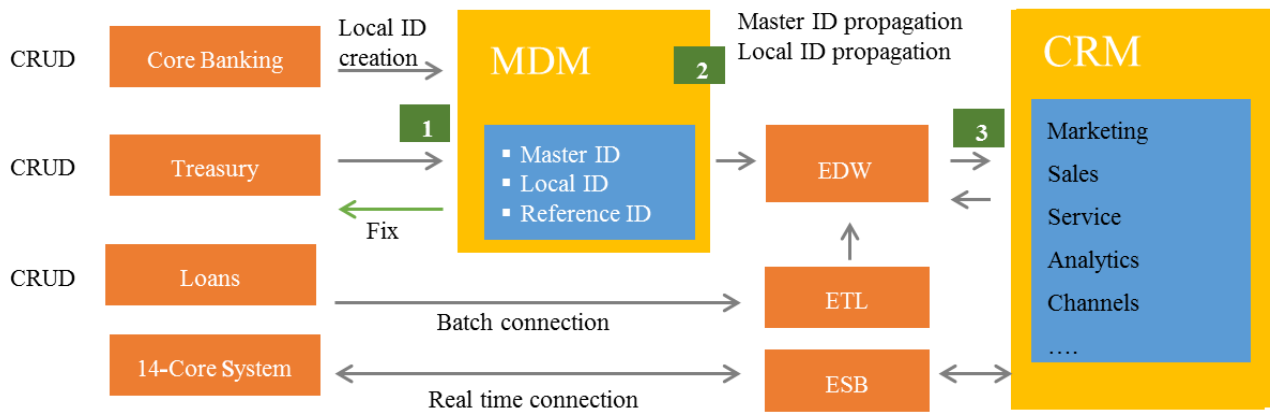 CRUD
Core Banking
Local ID
creation
MDM
2
Master ID propagation
Local ID propagation
CRM
CRUD
Treasury
1
▪ Master ID
▪ Local ID
▪ Reference ID
EDW
3
Marketing
Sales
Service
Analytics
Channels
….
Fix
CRUD
Loans
Batch connection
ETL
14-Core System
Real time connection
ESB